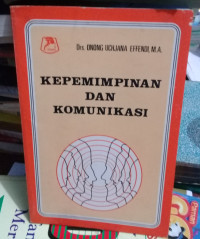 Drs. ONONG UCHJANA EFFENDI, M.A.
KEPEMIMPINAN
DAN
KOMUNIKASI